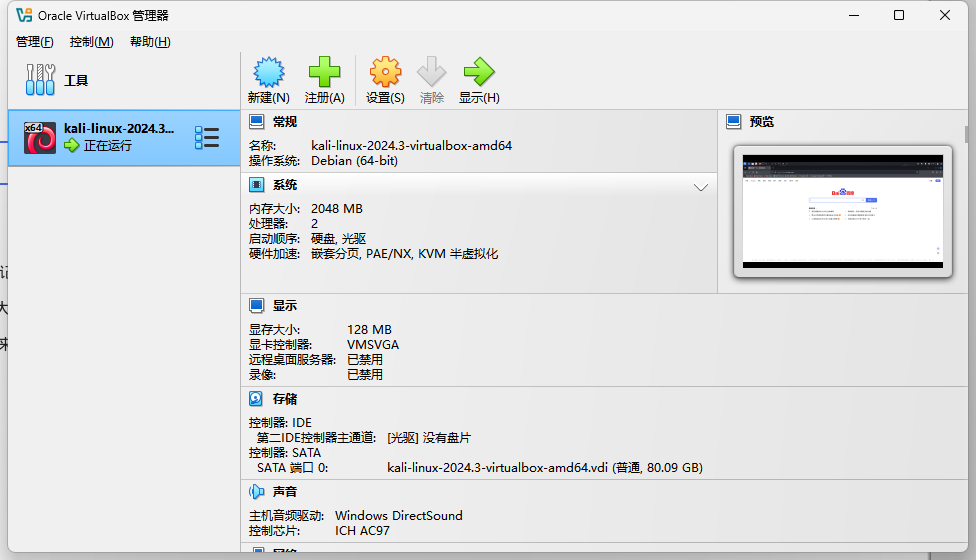 Oracle VirtualBox 管理器
管理(F) 控制(M) 帮助(H)
工具
新建(N) 注册(A) 设置(S) 清除 显示(H)
x64
kali-linux-2024.3...
正在运行
常规
名称: kali-linux-2024.3-virtualbox-amd64
操作系统: Debian (64-bit)
预览
系统
内存大小: 2048 MB
处理器: 2
启动顺序: 硬盘, 光驱
硬件加速: 嵌套分页, PAE/NX, KVM 半虚拟化
显示
显存大小: 128 MB
显卡控制器: VMSVGA
远程桌面服务器: 已禁用
录像: 已禁用
存储
控制器: IDE
第二IDE控制器主通道: [光驱] 没有盘片
控制器: SATA
SATA 端口 0: kali-linux-2024.3-virtualbox-amd64.vdi (普通, 80.09 GB)
声音
主机音频驱动: Windows DirectSound
控制芯片: ICH AC97